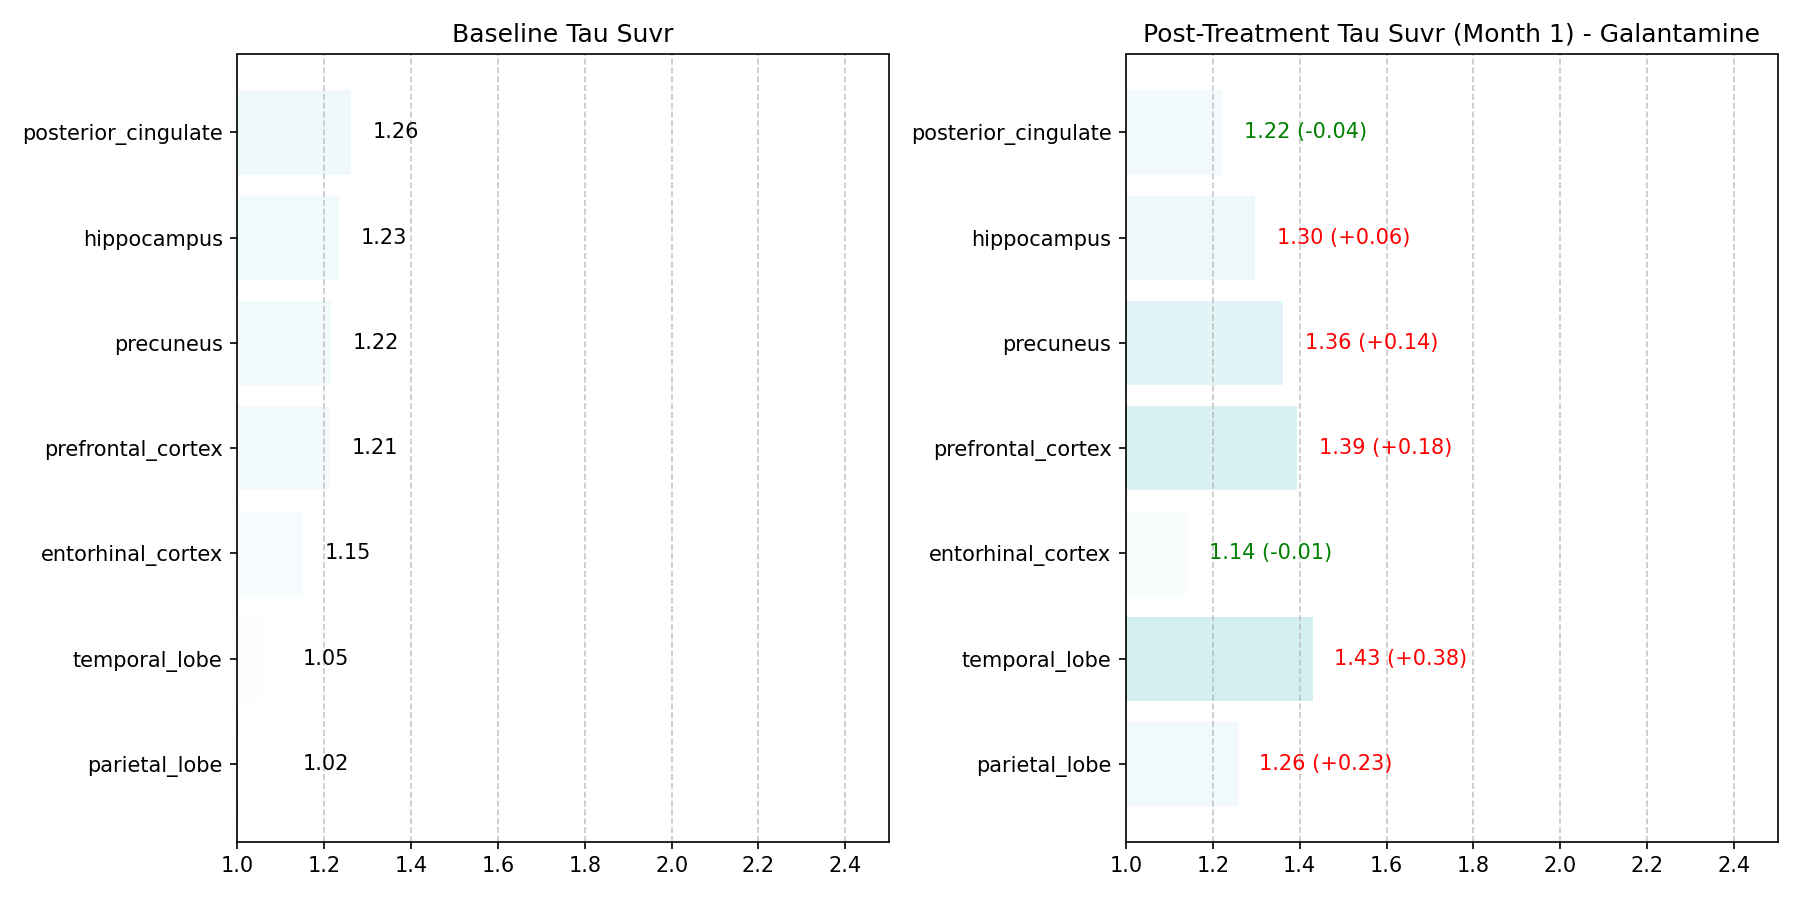 Baseline Tau Suvr
posterior_cingulate 1.26
hippocampus 1.23
precuneus 1.22
prefrontal_cortex 1.21
entorhinal_cortex 1.15
temporal_lobe 1.05
parietal_lobe 1.02
1.0 1.2 1.4 1.6 1.8 2.0 2.2 2.4
Post-Treatment Tau Suvr (Month 1) - Galantamine
posterior_cingulate 1.22 (-0.04)
hippocampus 1.30 (+0.06)
precuneus 1.36 (+0.14)
prefrontal_cortex 1.39 (+0.18)
entorhinal_cortex 1.14 (-0.01)
temporal_lobe 1.43 (+0.38)
parietal_lobe 1.26 (+0.23)
1.0 1.2 1.4 1.6 1.8 2.0 2.2 2.4